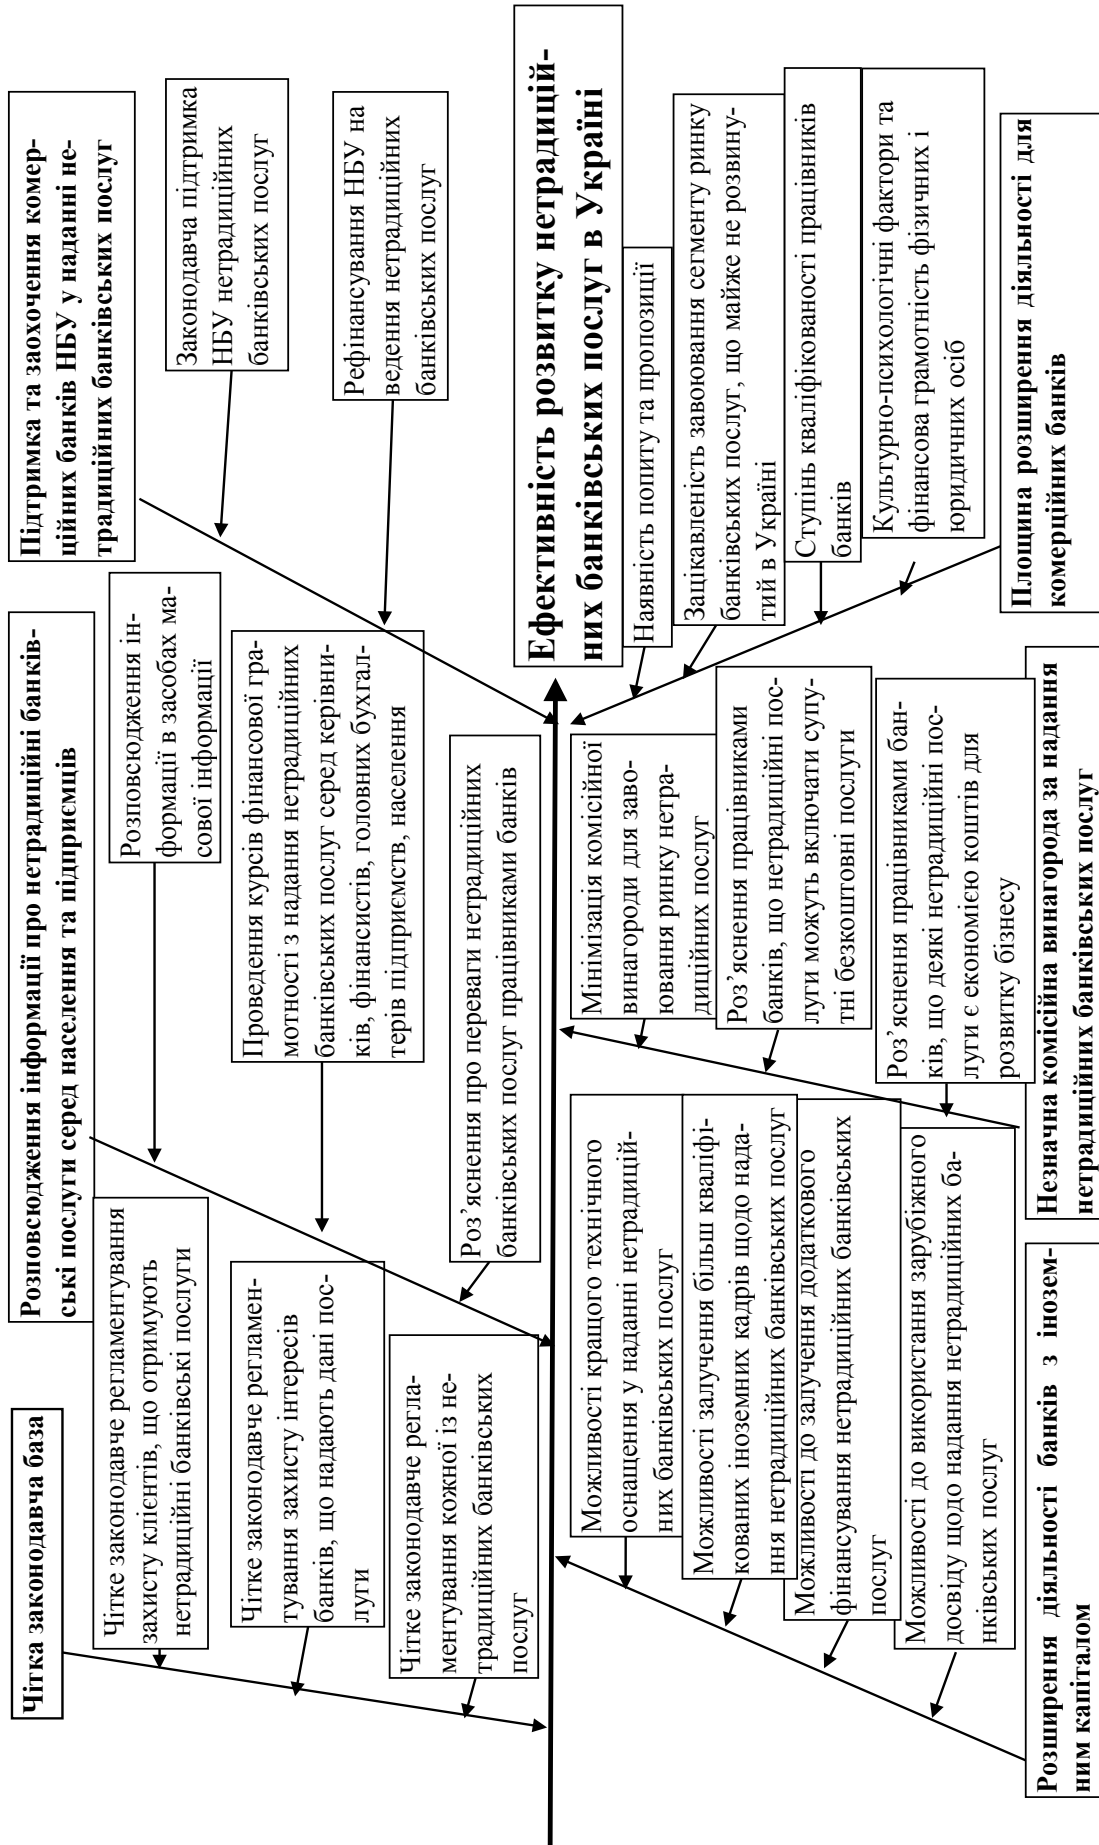 Чітка законодавча база
Чітке законодавче регламентування
захисту клієнтів, що отримують
нетрадиційні банківські послуги
Чітке законодавче регламен-
тування захисту інтересів
банків, що надають дані пос-
луги
Чітке законодавче регла-
ментування кожної із не-
традиційних банківських
послуг
Розповсюдження інформації про нетрадиційні банків-
ські послуги серед населення та підприємців
Розповсюдження ін-
формації в засобах ма-
сової інформації
Проведення курсів фінансової гра-
мотності з надання нетрадиційних
банківських послуг серед керівни-
ків, фінансистів, головних бухгал-
терів підприємств, населення
Роз’яснення про переваги нетрадиційних
банківських послуг працівниками банків
Підтримка та заохочення комер-
ційних банків НБУ у наданні не-
традиційних банківських послуг
Законодавча підтримка
НБУ нетрадиційних
банківських послуг
Рефінансування НБУ на
ведення нетрадиційних
банківських послуг
Ефективність розвитку нетрадицій-
них банківських послуг в Україні
Можливості кращого технічного
оснащення у наданні нетрадицій-
них банківських послуг
Можливості залучення більш кваліфі-
кованих іноземних кадрів щодо нада-
ння нетрадиційних банківських послуг
Можливості до залучення додаткового
фінансування нетрадиційних банківських
послуг
Можливості до використання зарубіжного
досвіду щодо надання нетрадиційних ба-
нківських послуг
Розширення діяльності банків з інозем-
ним капіталом
Мінімізація комісійної
винагороди для заво-
ювання ринку нетра-
диційних послуг
Роз’яснення працівниками
банків, що нетрадиційні пос-
луги можуть включати супу-
тні безкоштовні послуги
Роз’яснення працівниками бан-
ків, що деякі нетрадиційні пос-
луги є економією коштів для
розвитку бізнесу
Незначна комісійна винагорода за надання
нетрадиційних банківських послуг
Наявність попиту та пропозиції
Зацікавленість завоювання сегменту ринку
банківських послуг, що майже не розвину-
тий в Україні
Ступінь кваліфікованості працівників
банків
Культурно-психологічні фактори та
фінансова грамотність фізичних і
юридичних осіб
Площина розширення діяльності для
комерційних банків